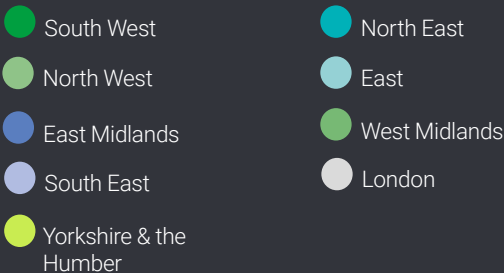 South West
North West
East Midlands
South East
Yorkshire & the
Humber
North East
East
West Midlands
London